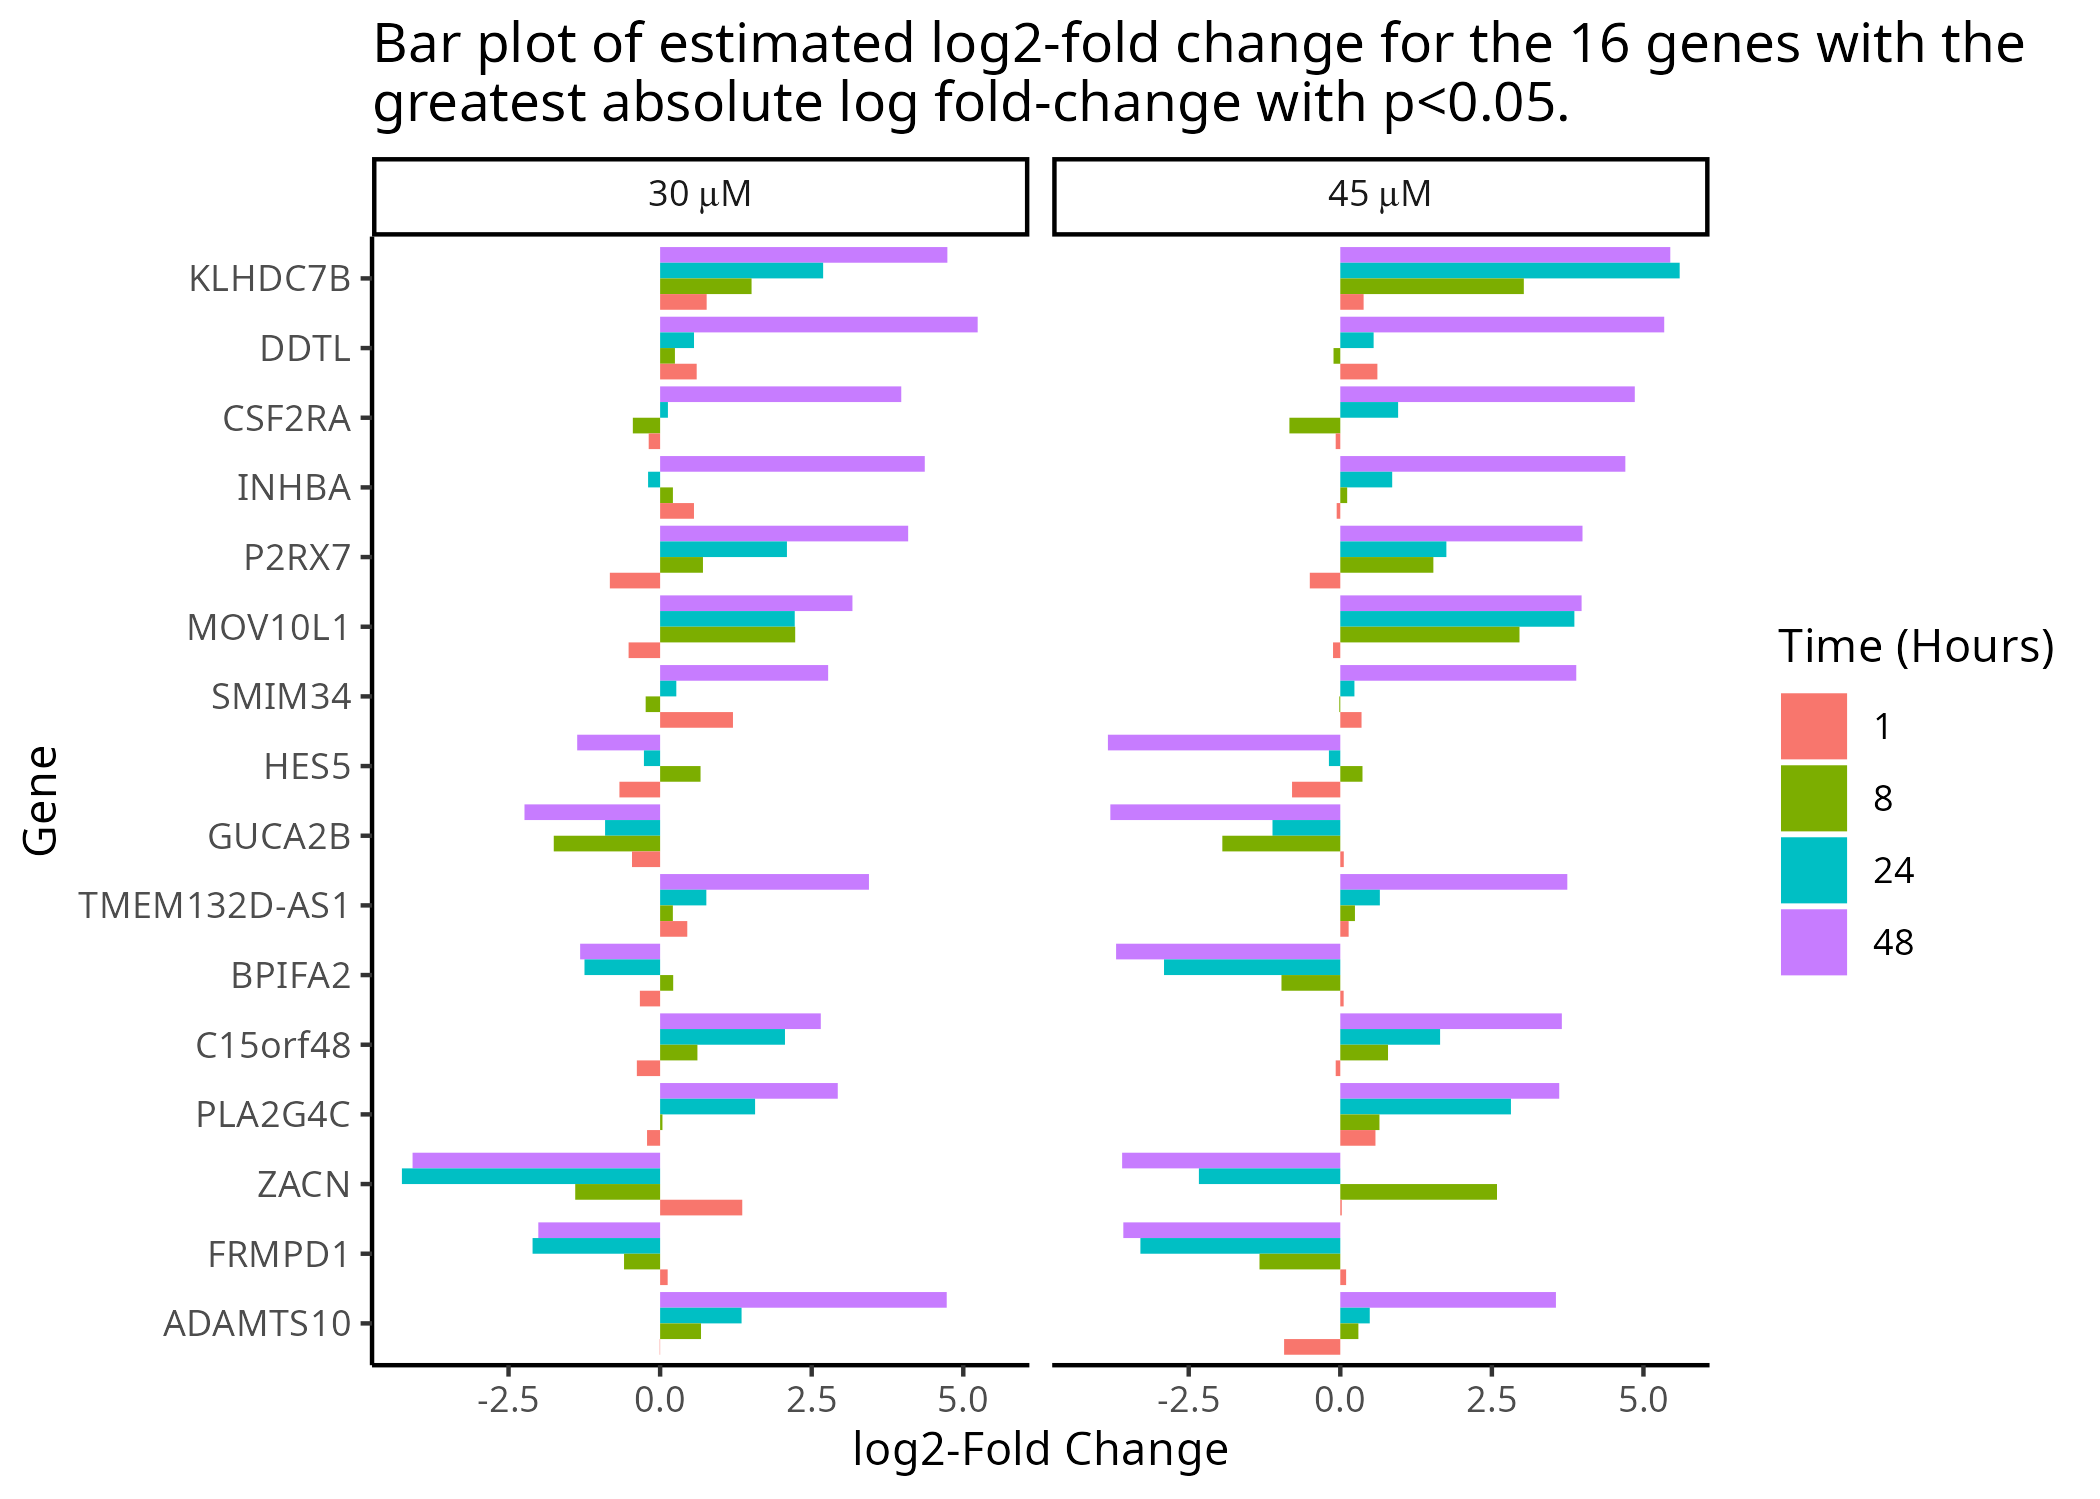 Bar plot of estimated log2-fold change for the 16 genes with the
greatest absolute log fold-change with p<0.05.
30 μM
45 μM
KLHDC7B
DDTL
CSF2RA
INHBA
P2RX7
MOV10L1
SMIM34
HES5
GUCA2B
TMEM132D-AS1
BPIFA2
C15orf48
PLA2G4C
ZACN
FRMPD1
ADAMTS10
Gene
-2.5 0.0 2.5 5.0
-2.5 0.0 2.5 5.0
log2-Fold Change
Time (Hours)
1
8
24
48